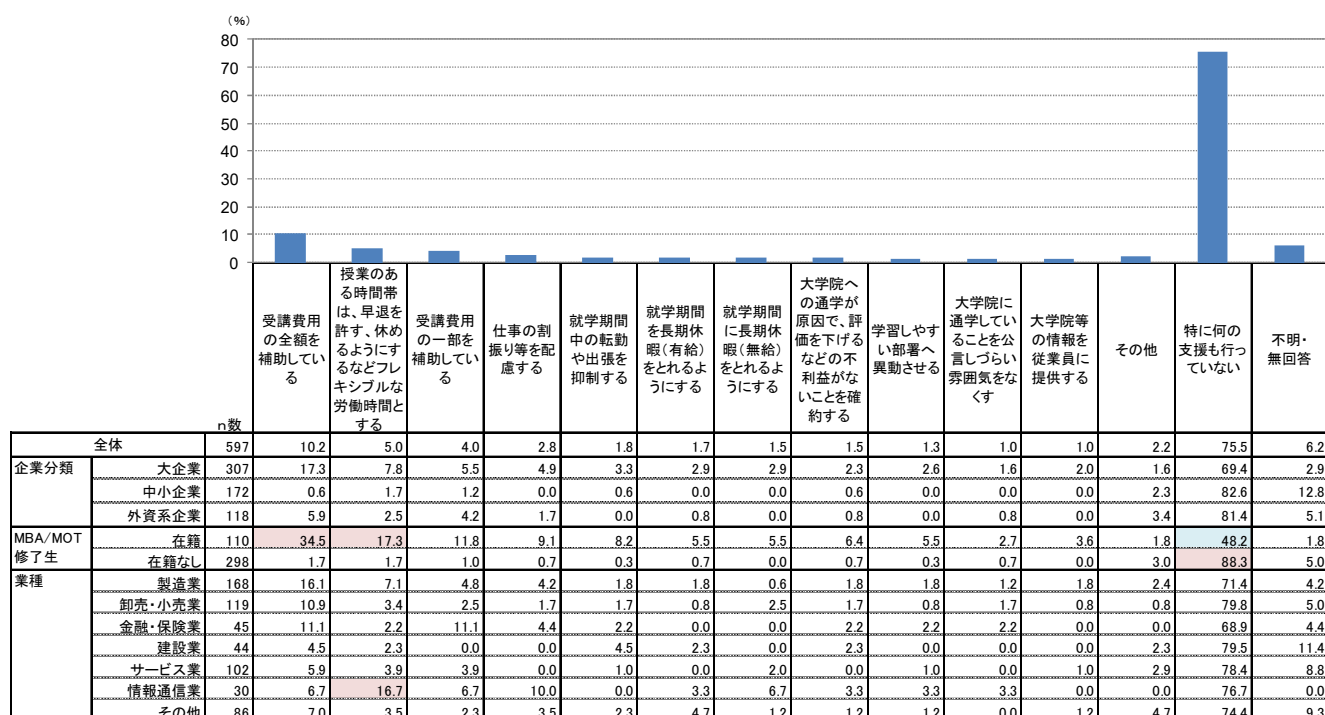 （%）
80
70
60
50
40
30
20
10
0
n数
受講費用
の全額を
補助してい
る
授業のあ
る時間帯
は、早退を
許す、休め
るようにす
るなどフレ
キシブルな
労働時間と
する
受講費用
の一部を
補助してい
る
仕事の割
振り等を配
慮する
就学期間
中の転勤
や出張を
抑制する
就学期間
を長期休
暇（有給）
をとれるよ
うにする
就学期間
に長期休
暇（無給）
をとれるよ
うにする
大学院へ
の通学が
原因で、評
価を下げる
などの不
利益がな
いことを確
約する
学習しやす
い部署へ
異動させる
大学院に
通学してい
ることを公
言しづらい
雰囲気をな
くす
大学院等
の情報を
従業員に
提供する
その他
特に何の
支援も行っ
ていない
不明・
無回答
全体 597 10.2 5.0 4.0 2.8 1.8 1.7 1.5 1.5 1.3 1.0 1.0 2.2 75.5 6.2
企業分類 大企業 307 17.3 7.8 5.5 4.9 3.3 2.9 2.9 2.3 2.6 1.6 2.0 1.6 69.4 2.9
中小企業 172 0.6 1.7 1.2 0.0 0.6 0.0 0.0 0.6 0.0 0.0 0.0 2.3 82.6 12.8
外資系企業 118 5.9 2.5 4.2 1.7 0.0 0.8 0.0 0.8 0.0 0.8 0.0 3.4 81.4 5.1
MBA/MOT 在籍 110 34.5 17.3 11.8 9.1 8.2 5.5 5.5 6.4 5.5 2.7 3.6 1.8 48.2 1.8
修了生 在籍なし 298 1.7 1.7 1.0 0.7 0.3 0.7 0.0 0.7 0.3 0.7 0.0 3.0 88.3 5.0
業種 製造業 168 16.1 7.1 4.8 4.2 1.8 1.8 0.6 1.8 1.8 1.2 1.8 2.4 71.4 4.2
卸売・小売業 119 10.9 3.4 2.5 1.7 1.7 0.8 2.5 1.7 0.8 1.7 0.8 0.8 79.8 5.0
金融・保険業 45 11.1 2.2 11.1 4.4 2.2 0.0 0.0 2.2 2.2 2.2 0.0 0.0 68.9 4.4
建設業 44 4.5 2.3 0.0 0.0 4.5 2.3 0.0 2.3 0.0 0.0 0.0 2.3 79.5 11.4
サービス業 102 5.9 3.9 3.9 0.0 1.0 0.0 2.0 0.0 1.0 0.0 1.0 2.9 78.4 8.8
情報通信業 30 6.7 16.7 6.7 10.0 0.0 3.3 6.7 3.3 3.3 3.3 0.0 0.0 76.7 0.0
その他 86 7.0 3.5 2.3 3.5 2.3 4.7 1.2 1.2 1.2 0.0 1.2 4.7 74.4 9.3